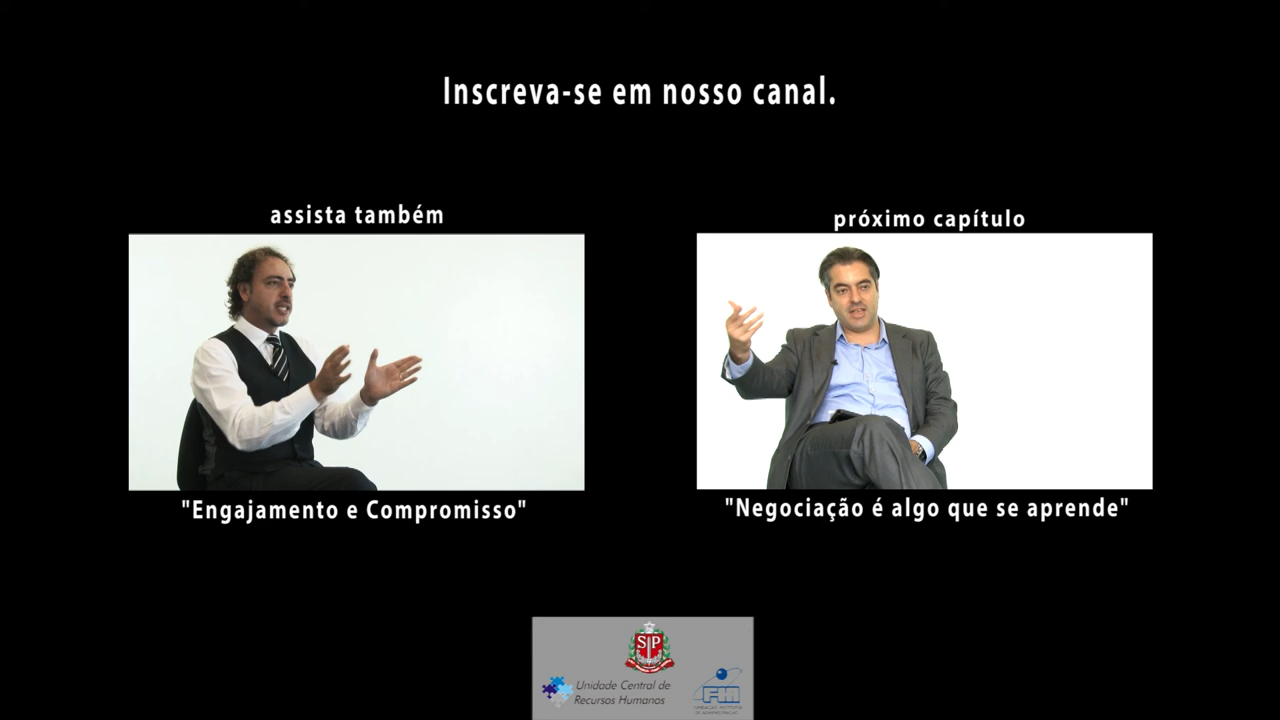 Inscreva-se em nosso canal.
assista também
próximo capítulo
"Engajamento e Compromisso"
"Negociação é algo que se aprende"
SP
Unidade Central de
Recursos Humanos